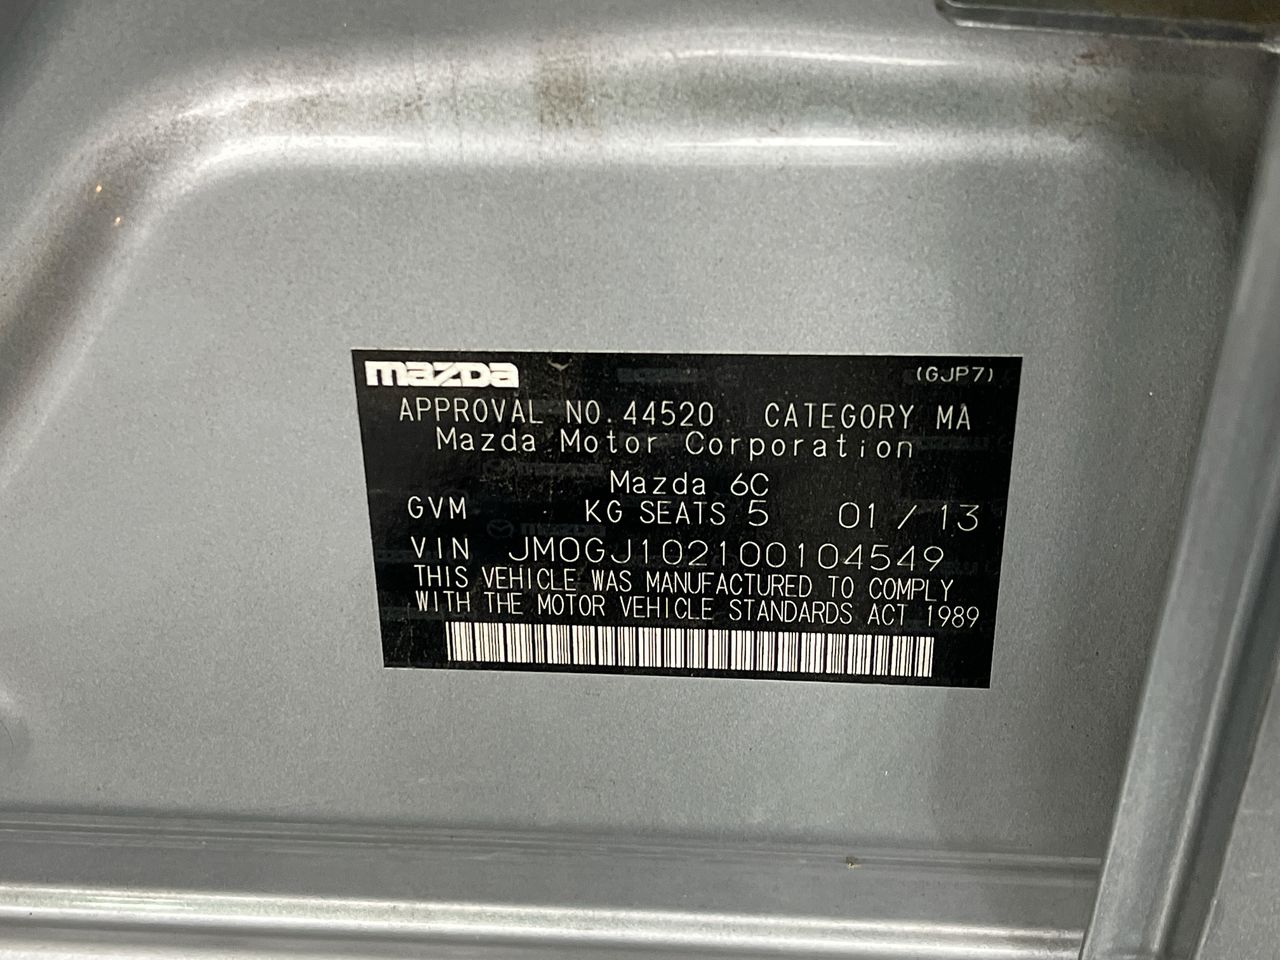 mazda (GJP7)
APPROVAL NO. 44520 CATEGORY MA
Mazda Motor Corporation
Mazda 6C
GVM KG SEATS 5 01 / 13
VIN JM0GJ102100104549
THIS VEHICLE WAS MANUFACTURED TO COMPLY
WITH THE MOTOR VEHICLE STANDARDS ACT 1989